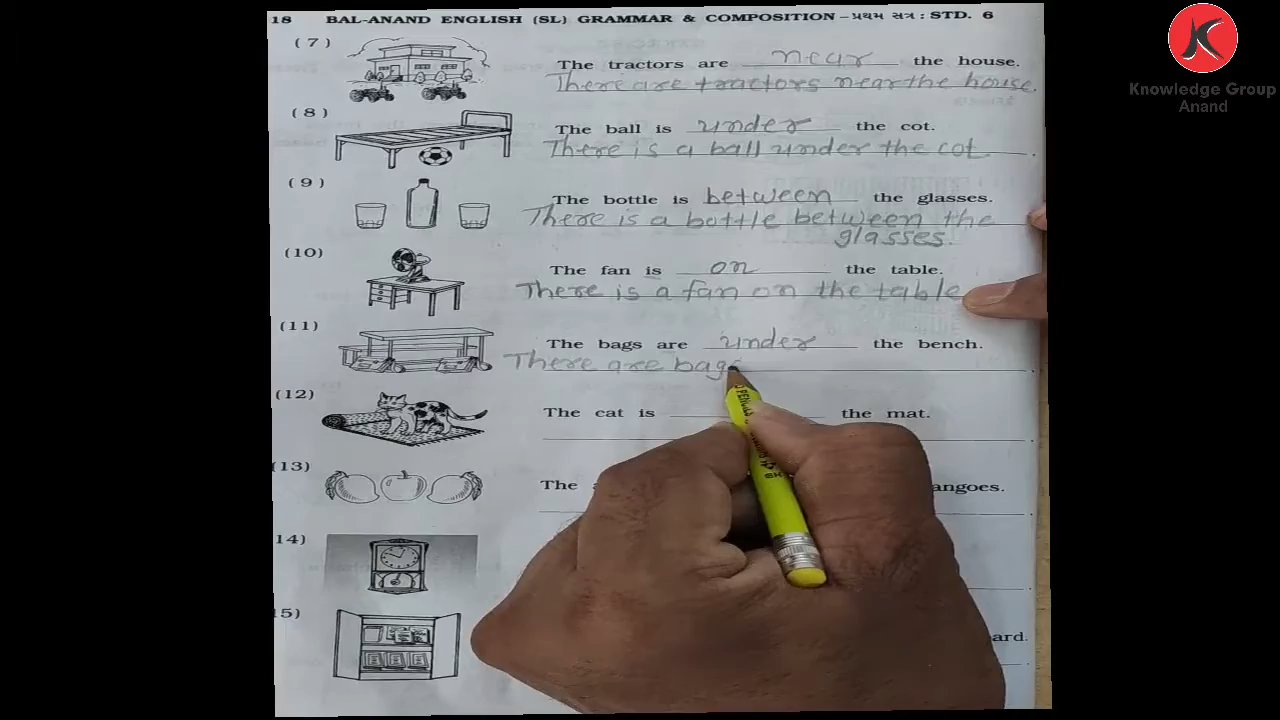 18 BAL-ANAND ENGLISH (SL) GRAMMAR & COMPOSITION – પ્રથમ સત્ર : STD. 6
Knowledge Group
Anand
(7)
The tractors are near the house.
There are tractors near the house.
(8)
The ball is under the cot.
There is a ball under the cot.
(9)
The bottle is between the glasses.
There is a bottle between the
glasses.
(10)
The fan is on the table.
There is a fan on the table
(11)
The bags are under the bench.
There are bags
(12)
The cat is ______ the mat.
(13)
The
angoes.
14)
5)
ard.